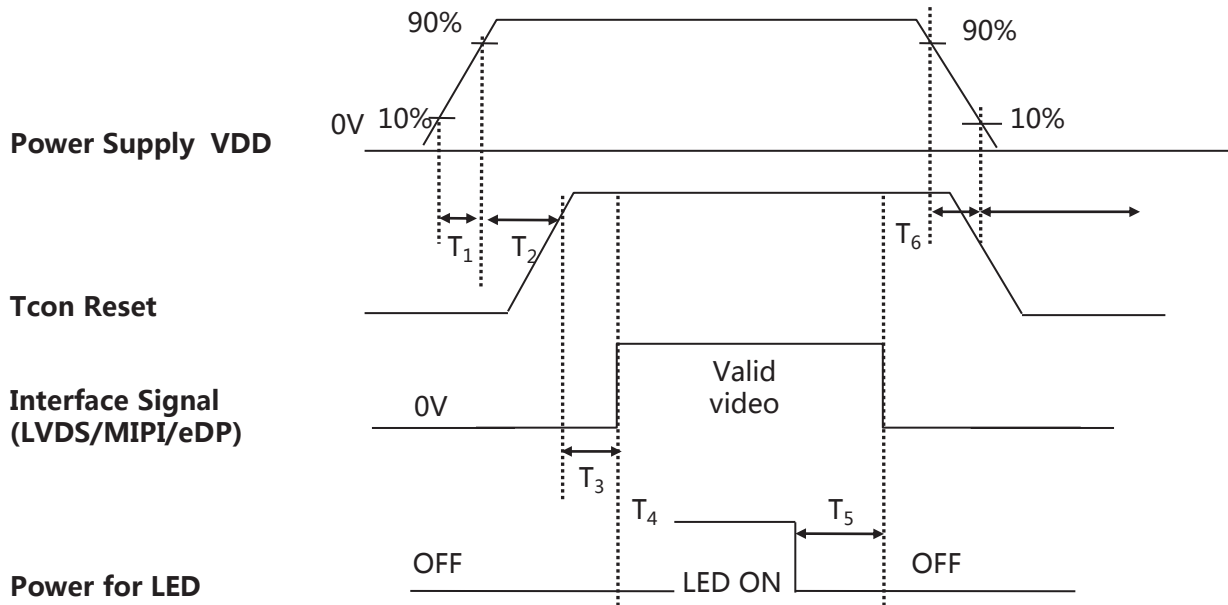 90%
90%
0V 10%
10%
Power Supply VDD
T1
T2
T6
Tcon Reset
Valid
video
Interface Signal
(LVDS/MIPI/eDP)
0V
T3
T4
T5
OFF
LED ON
OFF
Power for LED